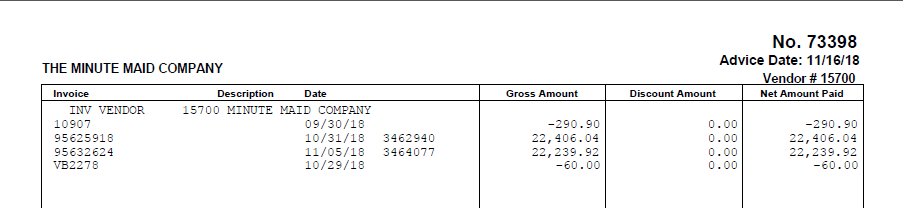 No. 73398
Advice Date: 11/16/18
THE MINUTE MAID COMPANY
Vendor # 15700
Invoice Description Date Gross Amount Discount Amount Net Amount Paid
INV VENDOR 15700 MINUTE MAID COMPANY
10907 09/30/18 -290.90 0.00 -290.90
95625918 10/31/18 3462940 22,406.04 0.00 22,406.04
95632624 11/05/18 3464077 22,239.92 0.00 22,239.92
VB2278 10/29/18 -60.00 0.00 -60.00